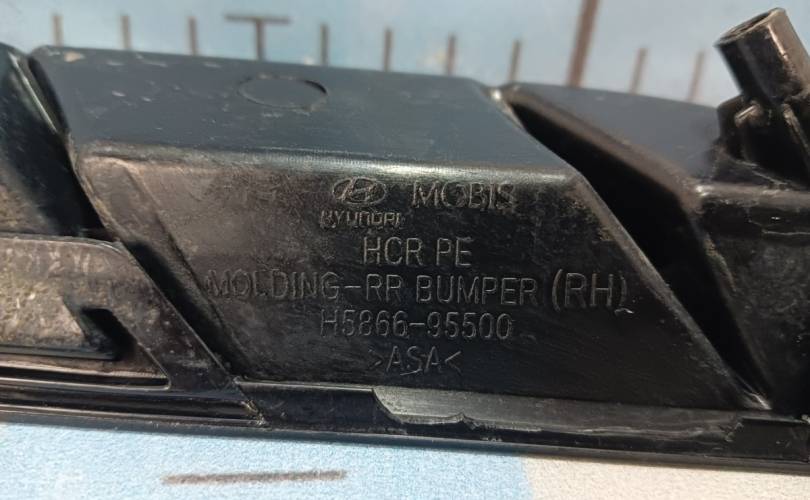 HYUNDAI MOBIS
HCR PE
MOLDING-RR BUMPER (RH)
H5866-95500
>ASA<